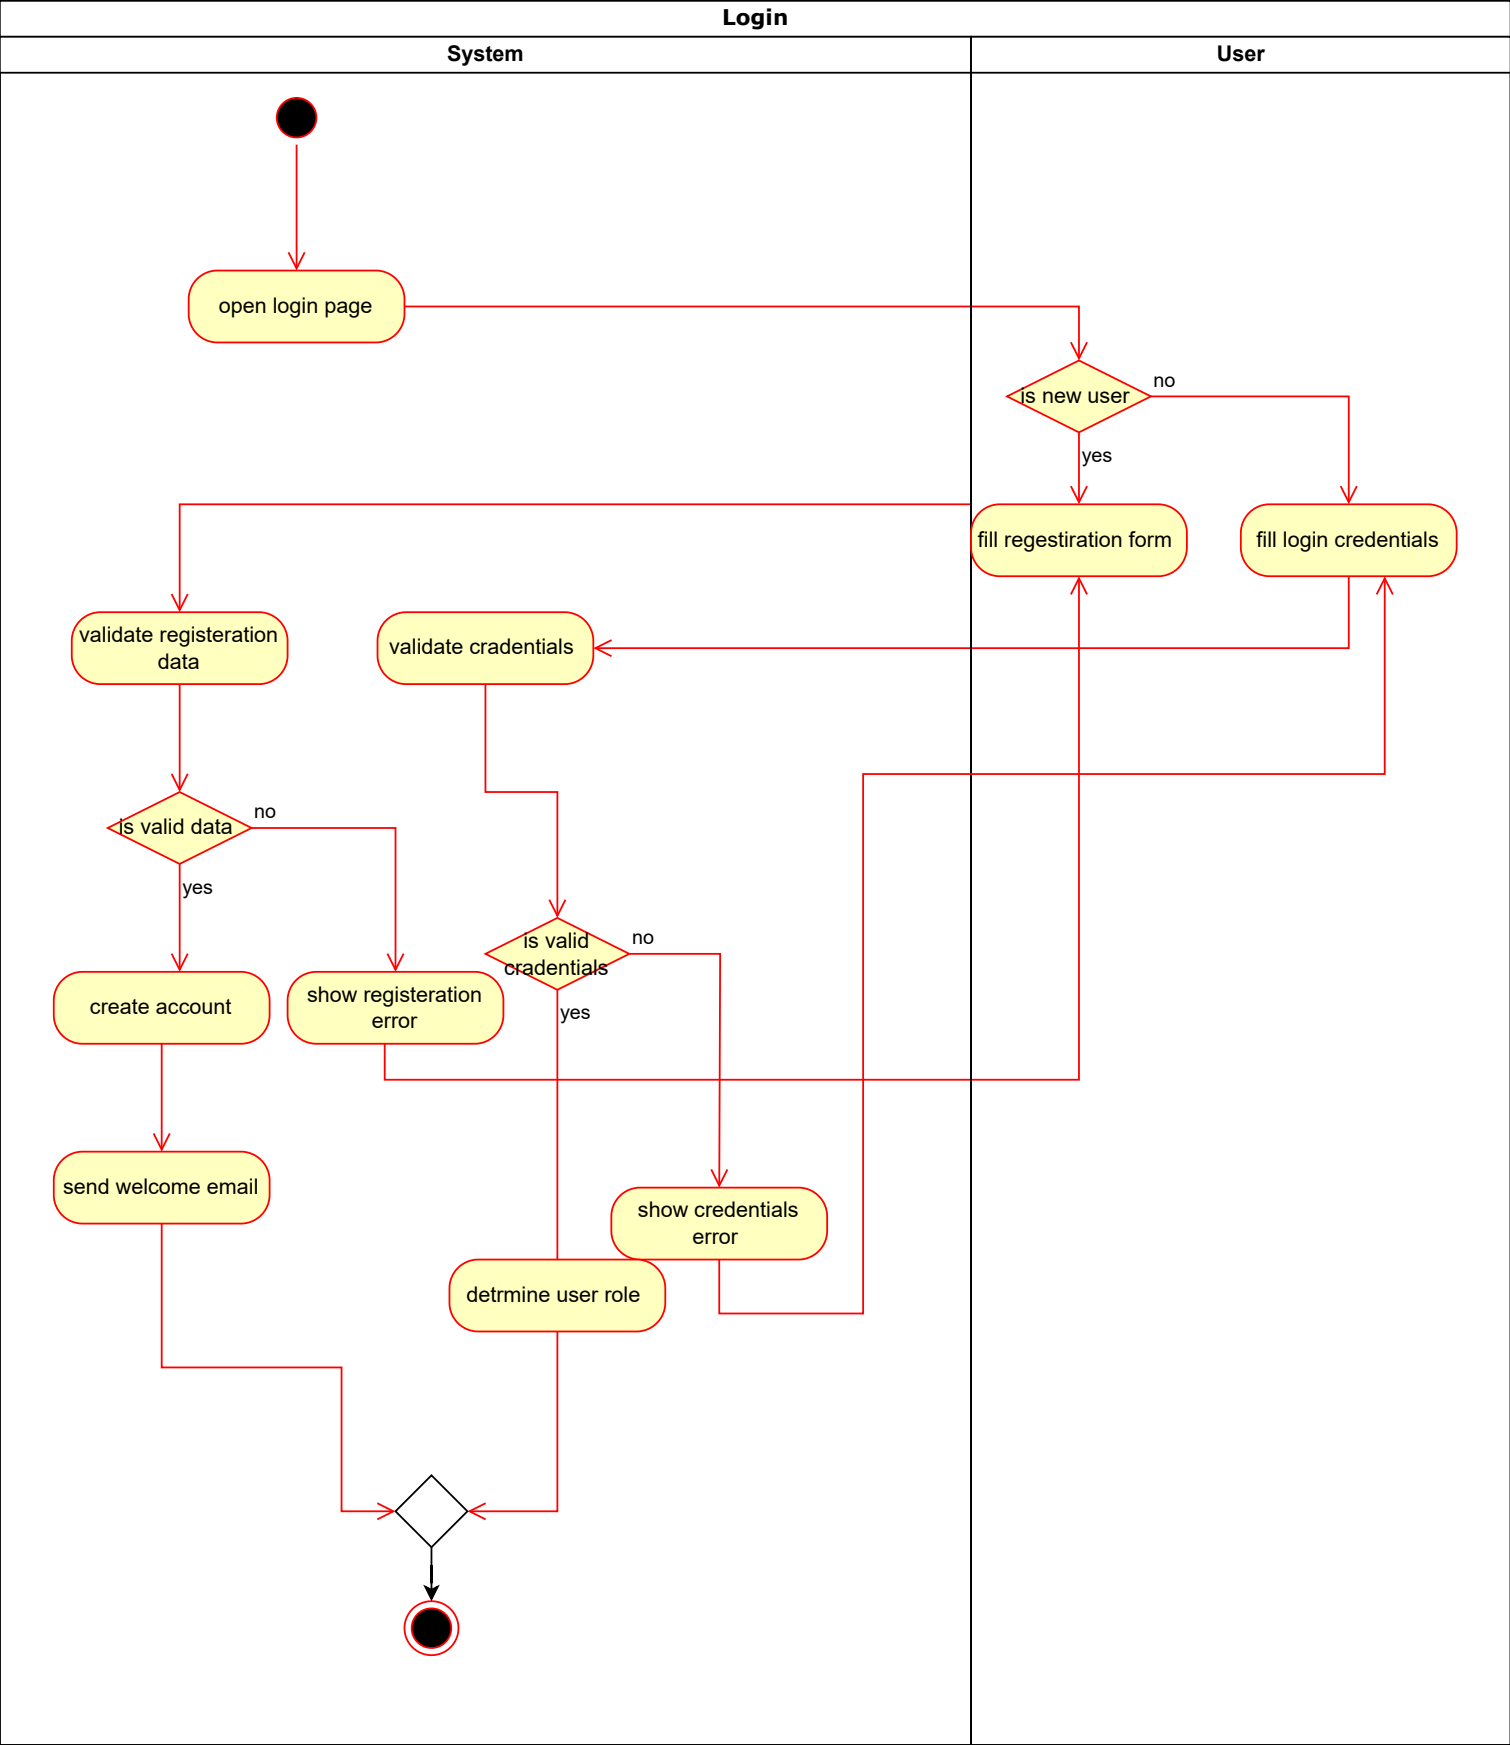 Login
System
User
open login page
is new user
no
yes
fill regestiration form
fill login credentials
validate registeration
data
validate cradentials
is valid data
no
yes
is valid
cradentials
no
yes
create account
show registeration
error
send welcome email
show credentials
error
detrmine user role